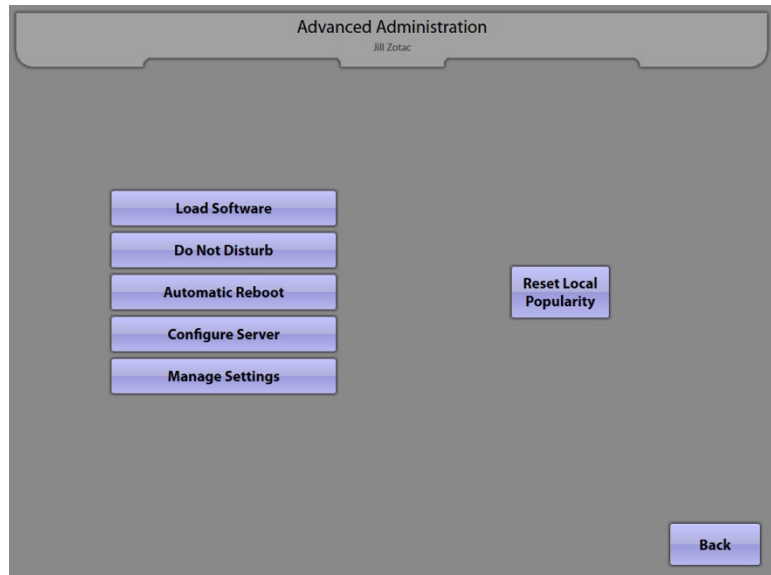 Advanced Administration
Jill Zotac
Load Software
Do Not Disturb
Automatic Reboot
Configure Server
Manage Settings
Reset Local
Popularity
Back